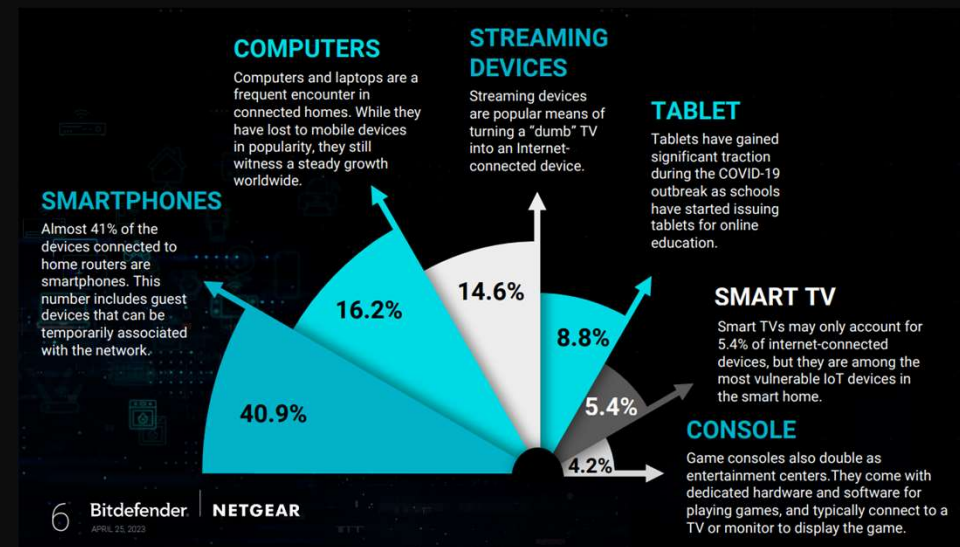 COMPUTERS
Computers and laptops are a
frequent encounter in
connected homes. While they
have lost to mobile devices
in popularity, they still
witness a steady growth
worldwide.
STREAMING
DEVICES
Streaming devices
are popular means of
turning a “dumb” TV
into an Internet-
connected device.
TABLET
Tablets have gained
significant traction
during the COVID-19
outbreak as schools
have started issuing
tablets for online
education.
SMARTPHONES
Almost 41% of the
devices connected to
home routers are
smartphones. This
number includes guest
devices that can be
temporarily associated
with the network.
SMART TV
Smart TVs may only account for
5.4% of internet-connected
devices, but they are among the
most vulnerable IoT devices in
the smart home.
CONSOLE
Game consoles also double as
entertainment centers.They come with
dedicated hardware and software for
playing games, and typically connect to a
TV or monitor to display the game.
40.9%
16.2%
14.6%
8.8%
5.4%
4.2%
6
Bitdefender
NETGEAR
APRIL 25, 2023